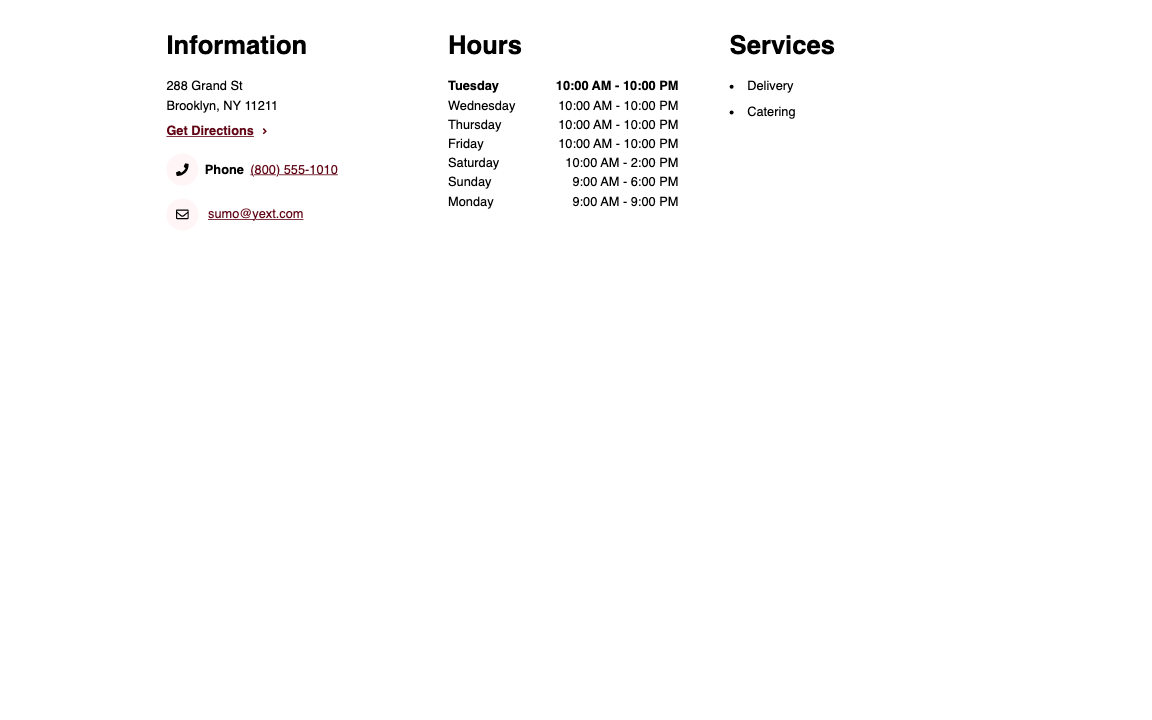 Information
288 Grand St
Brooklyn, NY 11211
Get Directions
Phone (800) 555-1010
sumo@yext.com
Hours
Tuesday 10:00 AM - 10:00 PM
Wednesday 10:00 AM - 10:00 PM
Thursday 10:00 AM - 10:00 PM
Friday 10:00 AM - 10:00 PM
Saturday 10:00 AM - 2:00 PM
Sunday 9:00 AM - 6:00 PM
Monday 9:00 AM - 9:00 PM
Services
• Delivery
• Catering